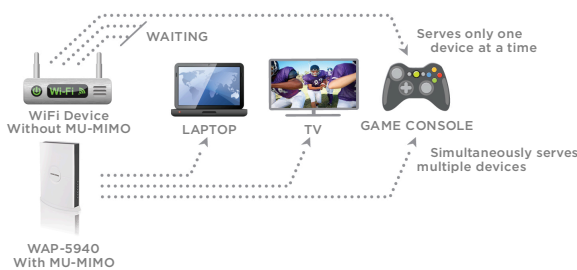 WAITING
Serves only one
device at a time
Wi-Fi
WiFi Device
Without MU-MIMO
LAPTOP
TV
GAME CONSOLE
Simultaneously serves
multiple devices
WAP-5940
With MU-MIMO